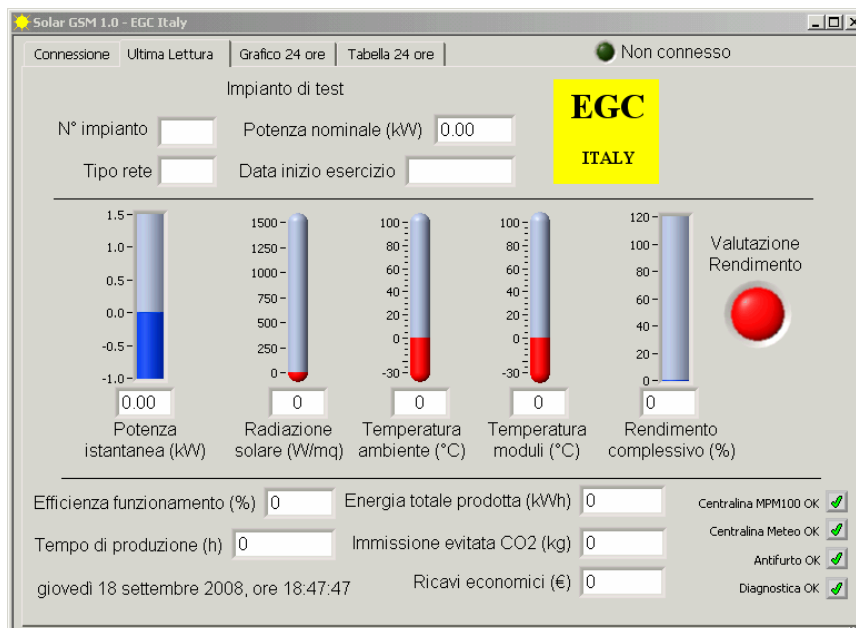 Solar GSM 1.0 - EGC Italy
Connessione Ultima Lettura Grafico 24 ore Tabella 24 ore Non connesso
Impianto di test
N° impianto Potenza nominale (kW) 0.00
Tipo rete Data inizio esercizio
EGC
ITALY
1.5 1.0 0.5 0.0 -0.5 -1.0
1500 1250 1000 750 500 250 0
100 80 60 40 20 0 -30
100 80 60 40 20 0 -30
120 100 80 60 40 20 0
Valutazione
Rendimento
0.00 0 0 0 0
Potenza
istantanea (kW)
Radiazione
solare (W/mq)
Temperatura
ambiente (°C)
Temperatura
moduli (°C)
Rendimento
complessivo (%)
Efficienza funzionamento (%) 0
Energia totale prodotta (kWh) 0
Tempo di produzione (h) 0
Immissione evitata CO2 (kg) 0
giovedì 18 settembre 2008, ore 18:47:47
Ricavi economici (€) 0
Centralina MPM100 OK
Centralina Meteo OK
Antifurto OK
Diagnostica OK